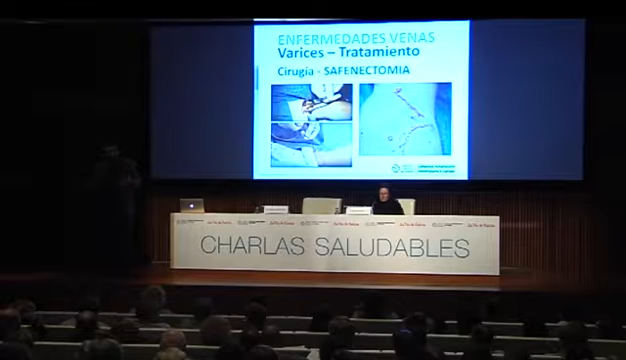 ENFERMEDADES VENAS
Varices – Tratamiento
Cirugía - SAFENECTOMIA
CHARLAS SALUDABLES